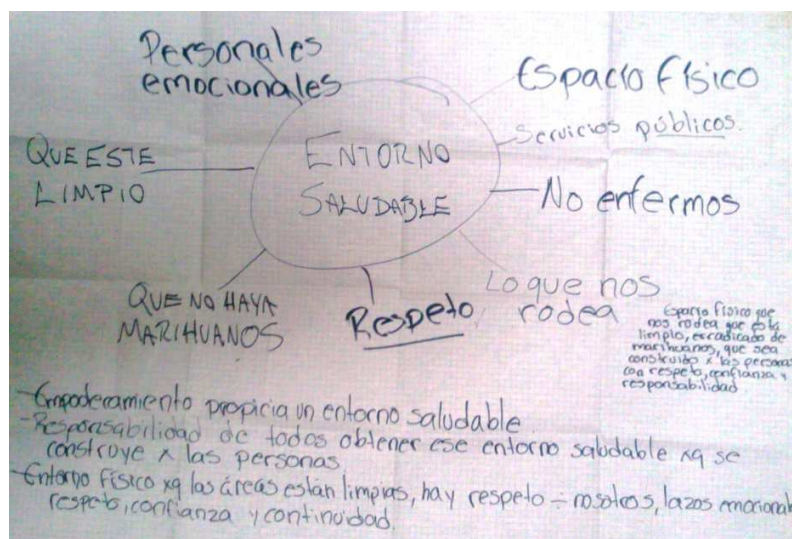 Personales
emocionales
Espacio físico
Servicios públicos.
QUE ESTE
LIMPIO
ENTORNO
SALUDABLE
No enfermos
QUE NO HAYA
MARIHUANOS
Respeto
Lo que nos
rodea
Espacio físico que
nos rodea que está
limpio, erradicado de
marihuanos, que sea
construido x las personas
con respeto, confianza y
responsabilidad
-Empoderamiento propicia un entorno saludable.
-Responsabilidad de todos obtener ese entorno saludable xq se
construye x las personas.
-Entorno físico xq las áreas están limpias, hay respeto ÷ nosotros, lazos emocional
respeto, confianza y continuidad.